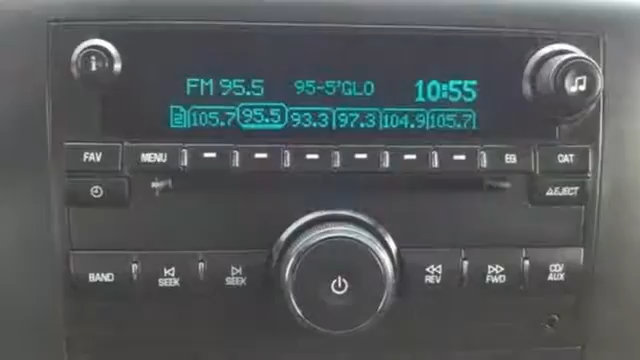 FM 95.5 95-5'GLO 10:55
2 105.7 95.5 93.3 97.3 104.9 105.7
FAV MENU EQ CAT
EJECT
BAND SEEK SEEK REV FWD CD/
AUX